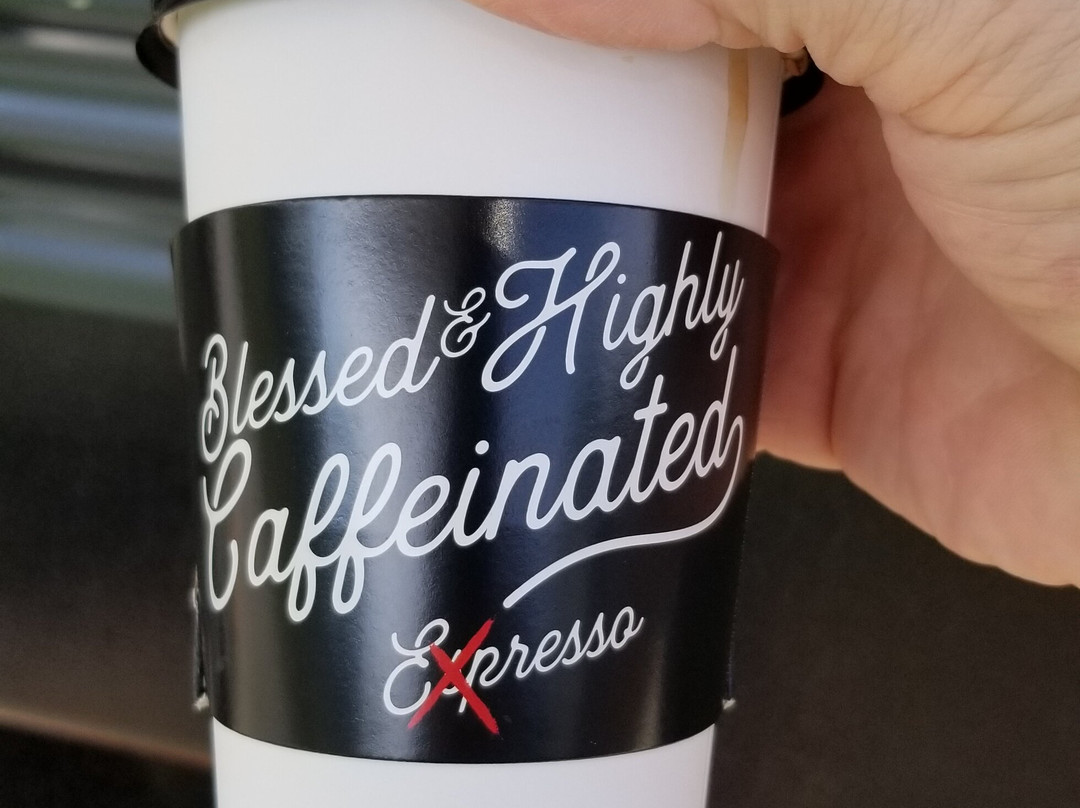 Blessed & Highly
Caffeinated
Expresso